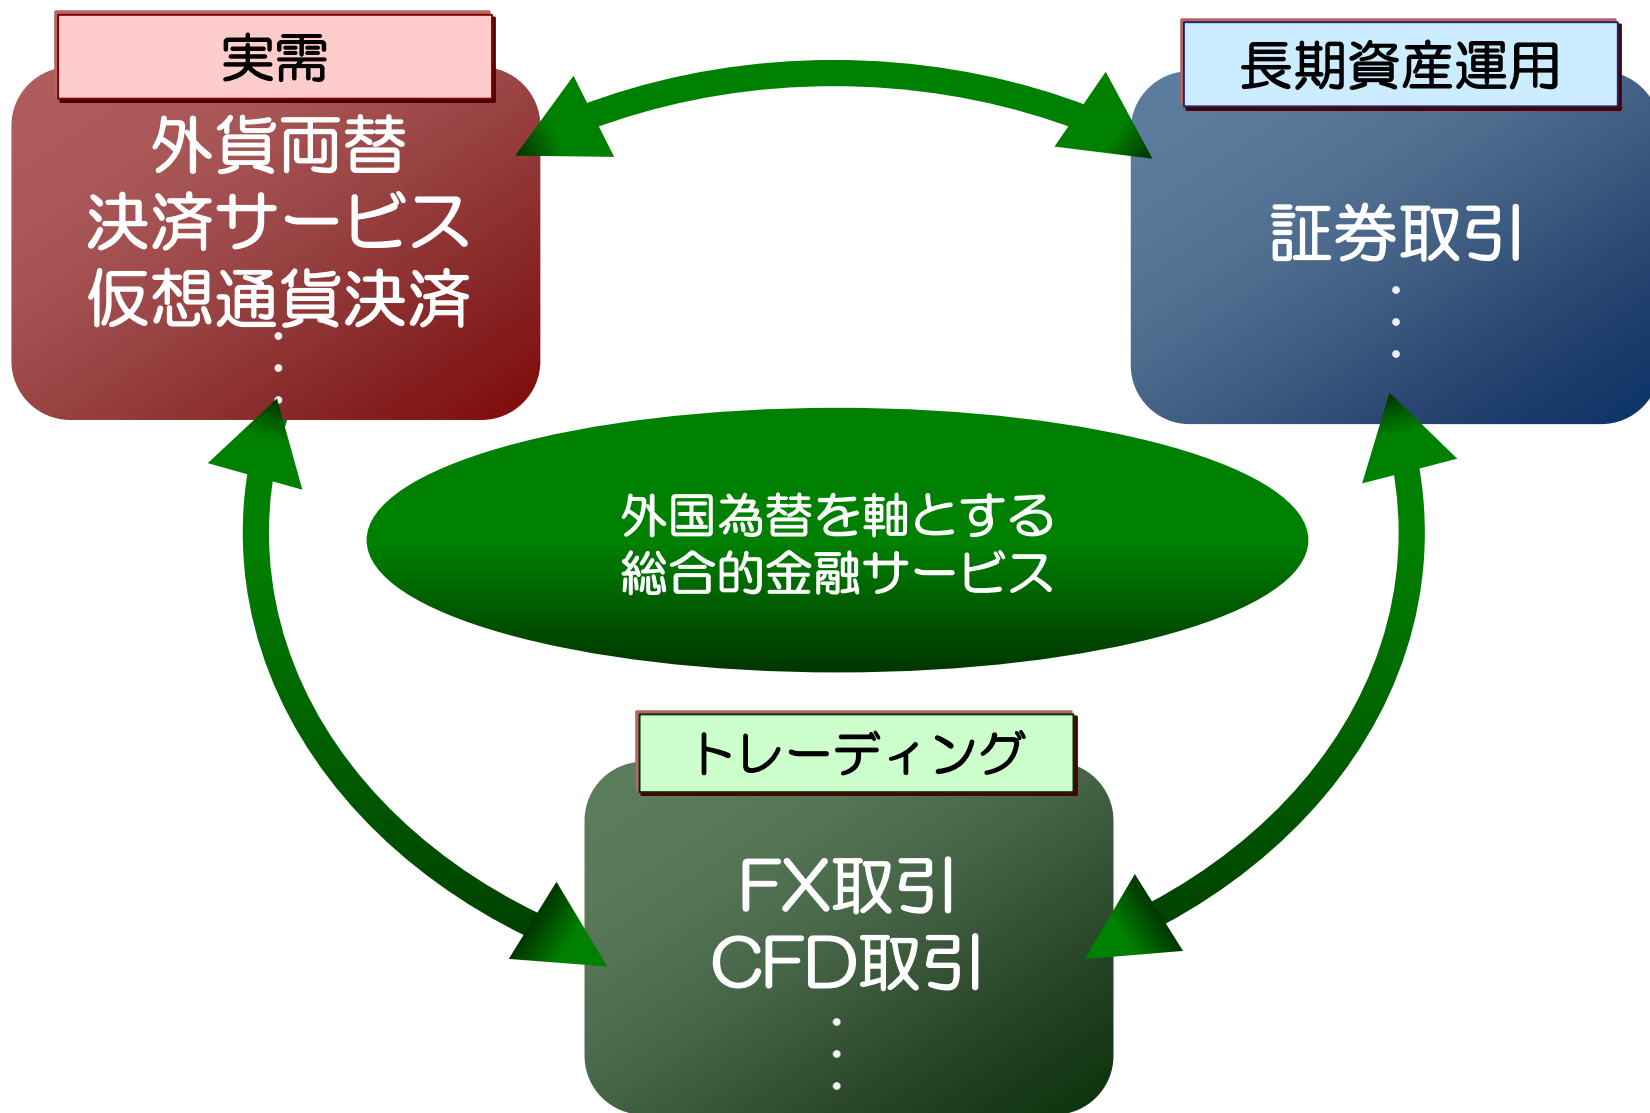 実需
外貨両替
決済サービス
仮想通貨決済
・
・
・
長期資産運用
証券取引
・
・
・
外国為替を軸とする
総合的金融サービス
トレーディング
FX取引
CFD取引
・
・
・